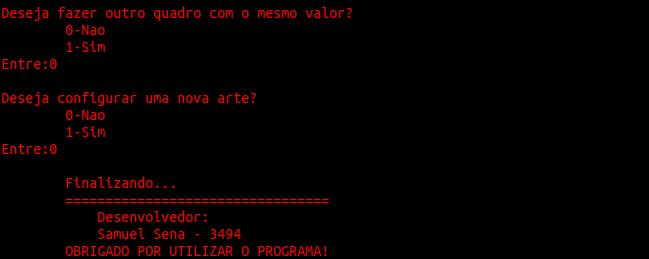 Deseja fazer outro quadro com o mesmo valor?
0-Nao
1-Sim
Entre:0
Deseja configurar uma nova arte?
0-Nao
1-Sim
Entre:0
Finalizando...
=================================
Desenvolvedor:
Samuel Sena - 3494
OBRIGADO POR UTILIZAR O PROGRAMA!